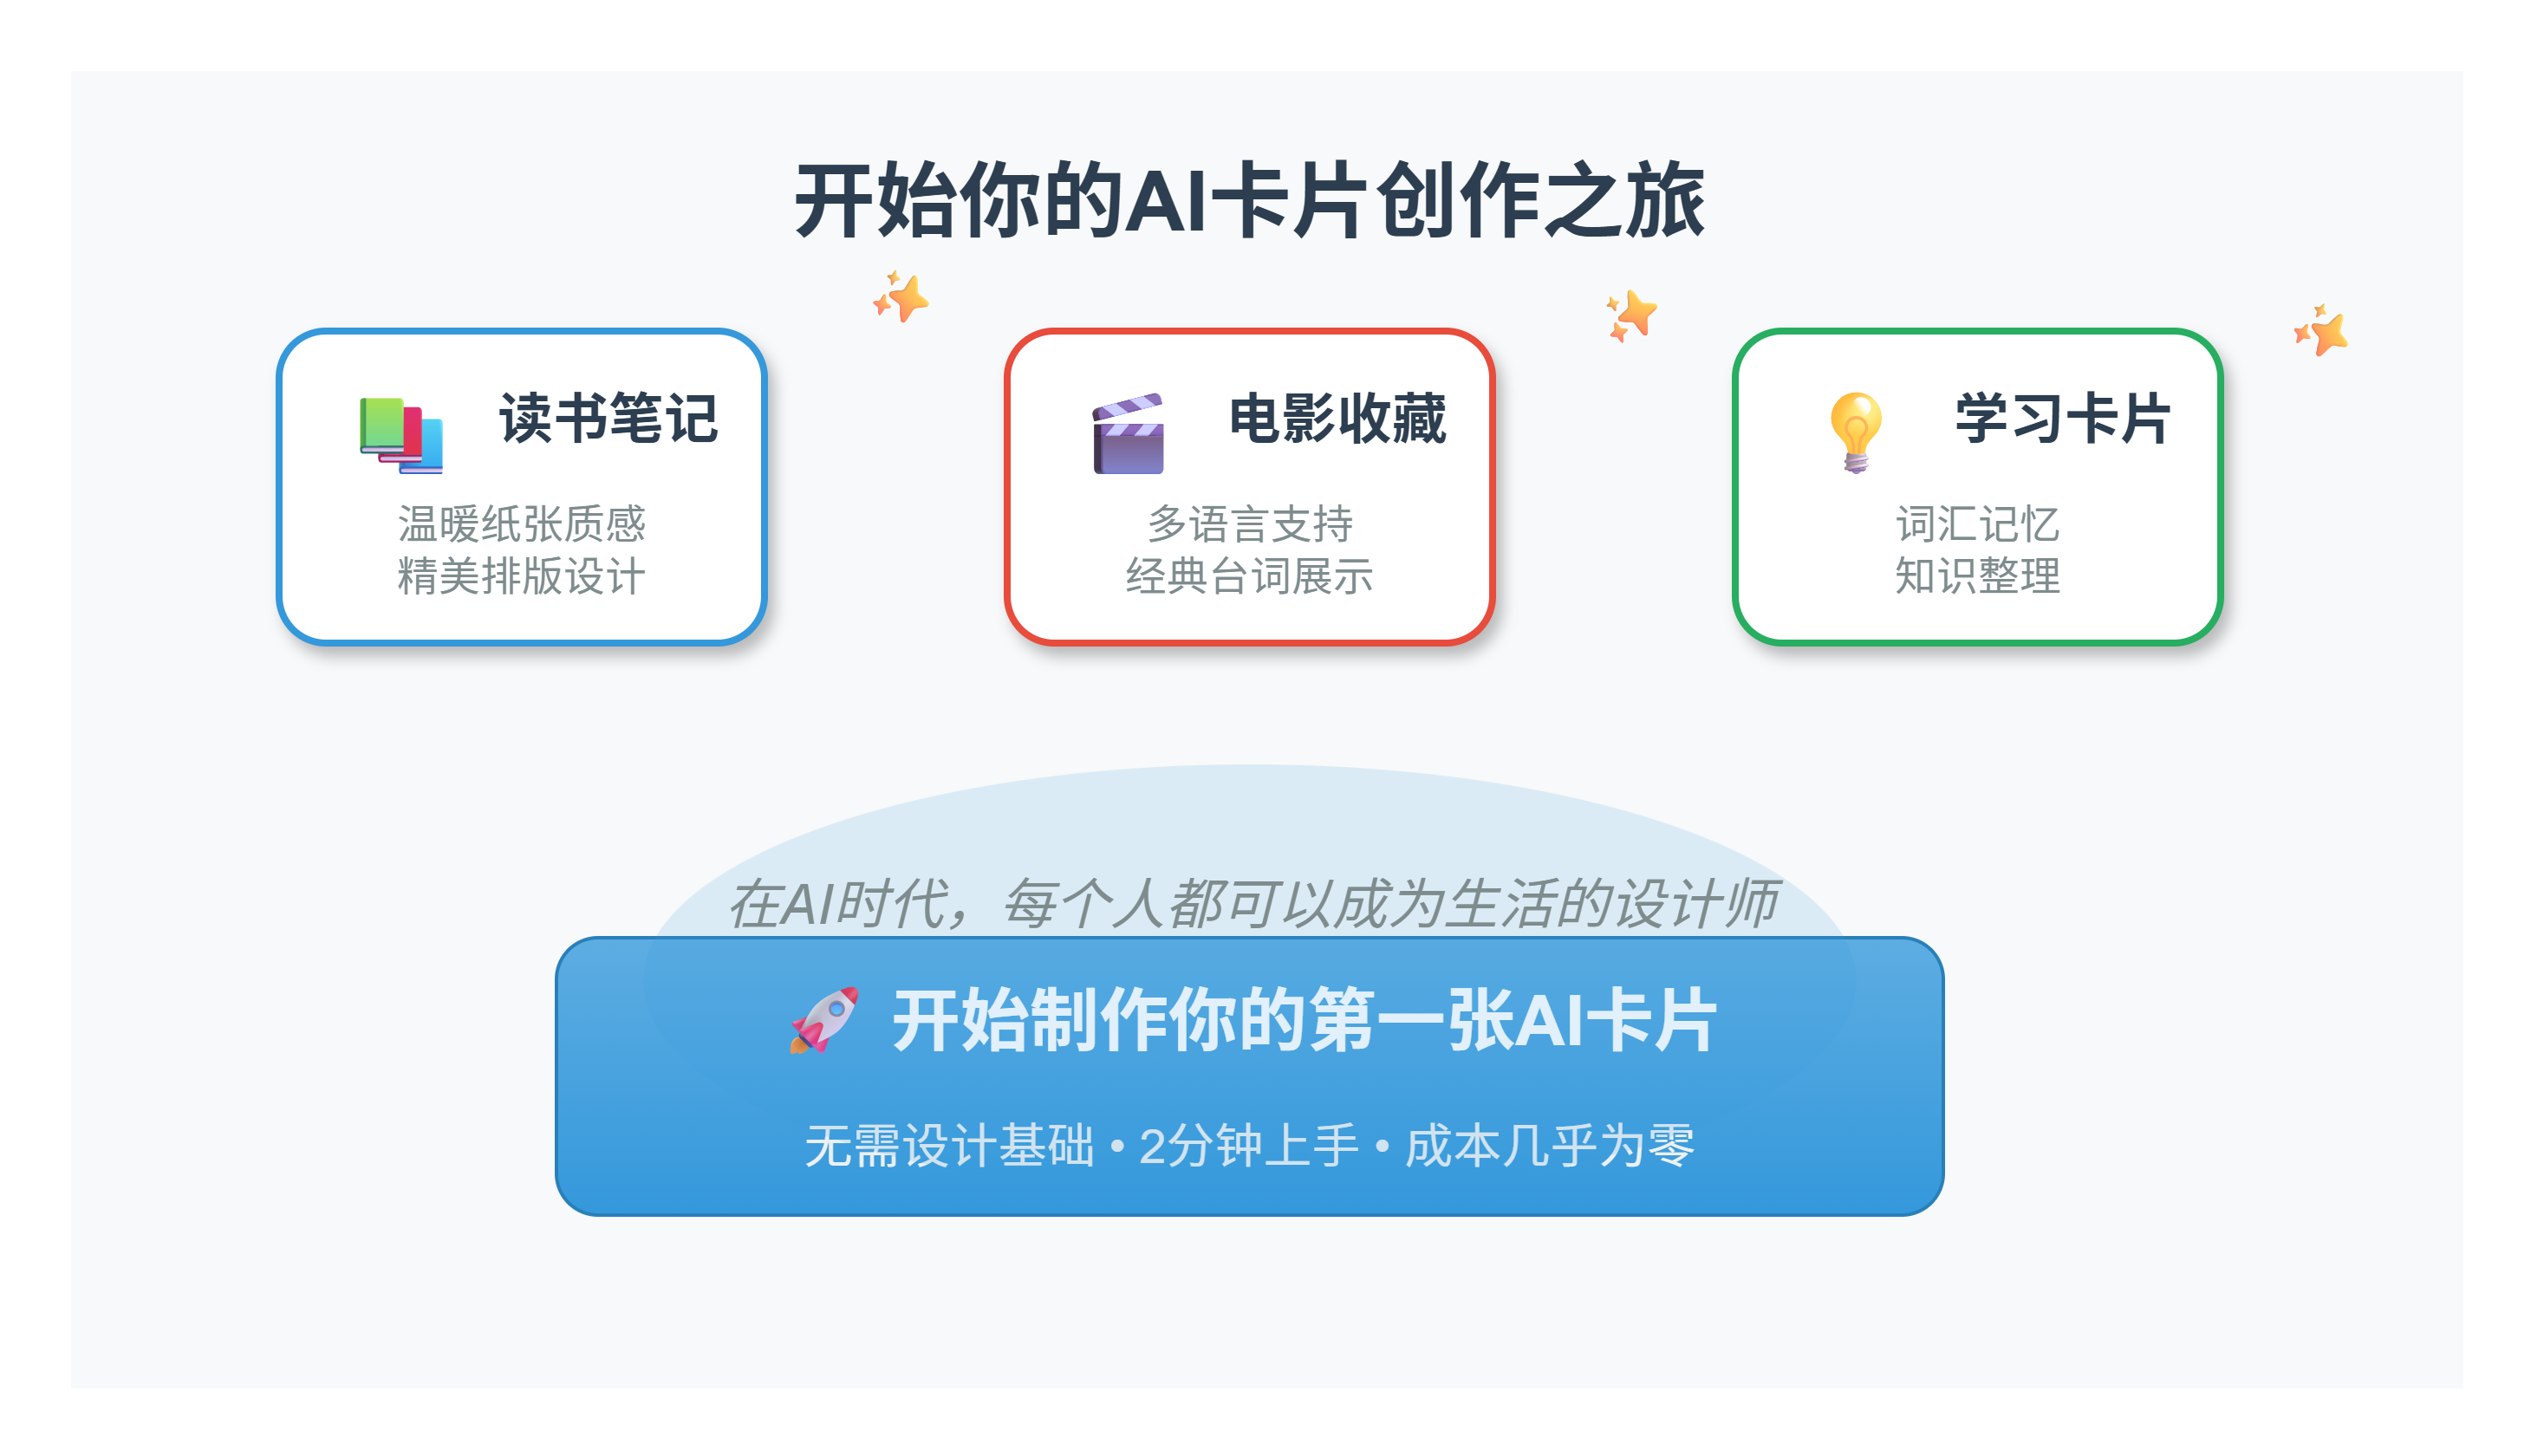 开始你的AI卡片创作之旅
读书笔记
温暖纸张质感
精美排版设计
电影收藏
多语言支持
经典台词展示
学习卡片
词汇记忆
知识整理
在AI时代，每个人都可以成为生活的设计师
开始制作你的第一张AI卡片
无需设计基础 • 2分钟上手 • 成本几乎为零